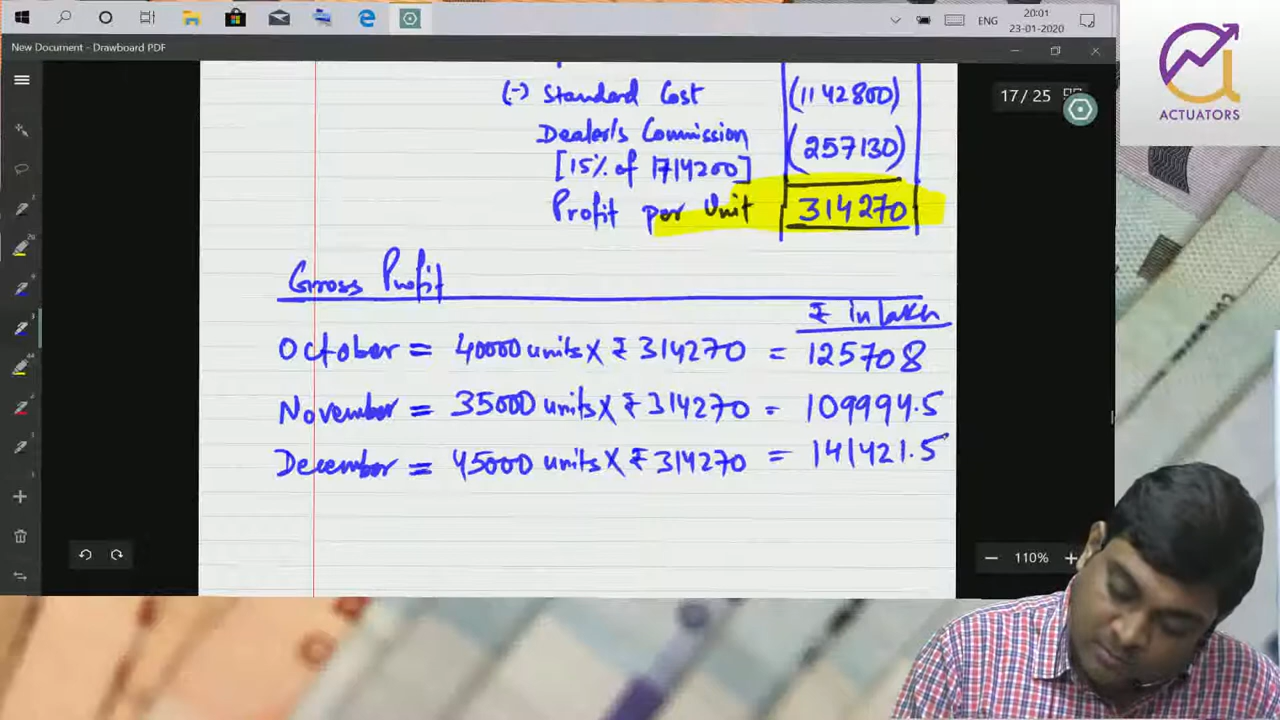 20:01
ENG
23-01-2020
New Document - Drawboard PDF
ACTUATORS
17 / 25
(-) Standard Cost (1142800)
Dealer's Commission (257130)
[15% of 1714200]
Profit per Unit 314270
Gross Profit
₹ in lakh
October = 40000 units X ₹ 314270 = 125708
November = 35000 units X ₹ 314270 = 109994.5
December = 45000 units X ₹ 314270 = 141421.5
110%